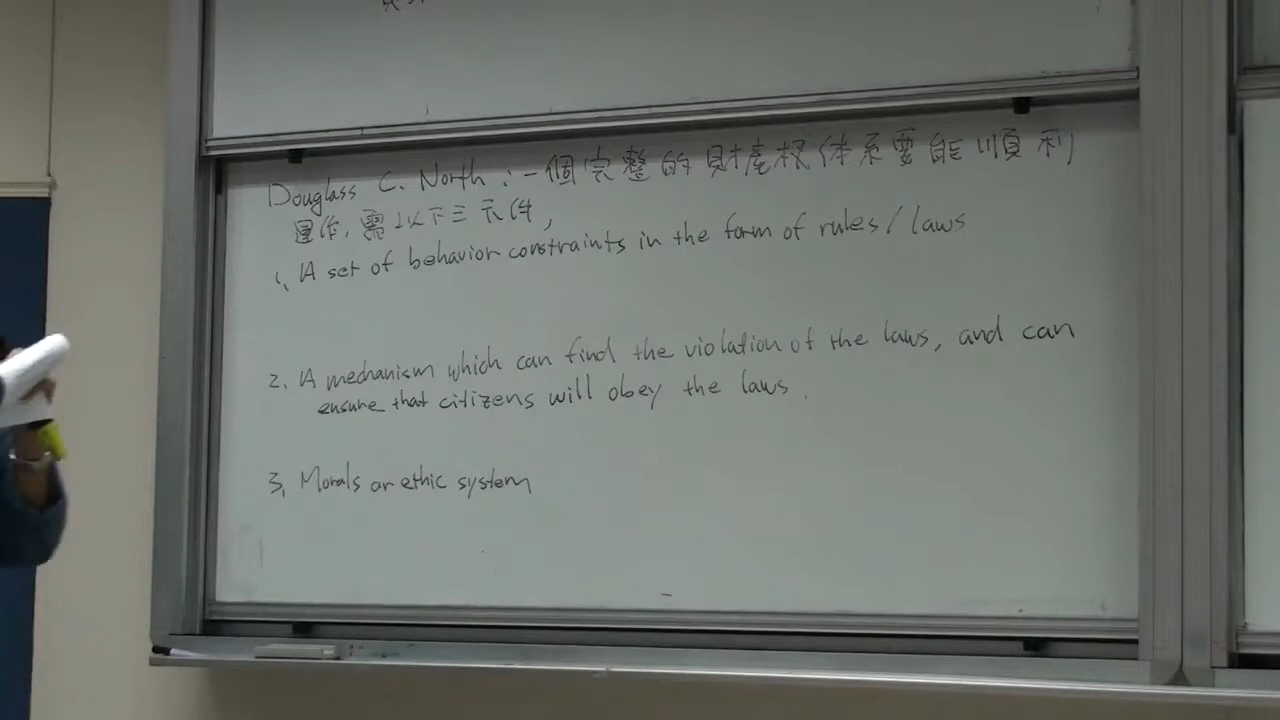 Douglass C. North：一個完整的財產权体系要能順利
運作，需以下三元件，
1、A set of behavior constraints in the form of rules/laws
2、A mechanism which can find the violation of the laws, and can
ensure that citizens will obey the laws.
3、Morals or ethic system